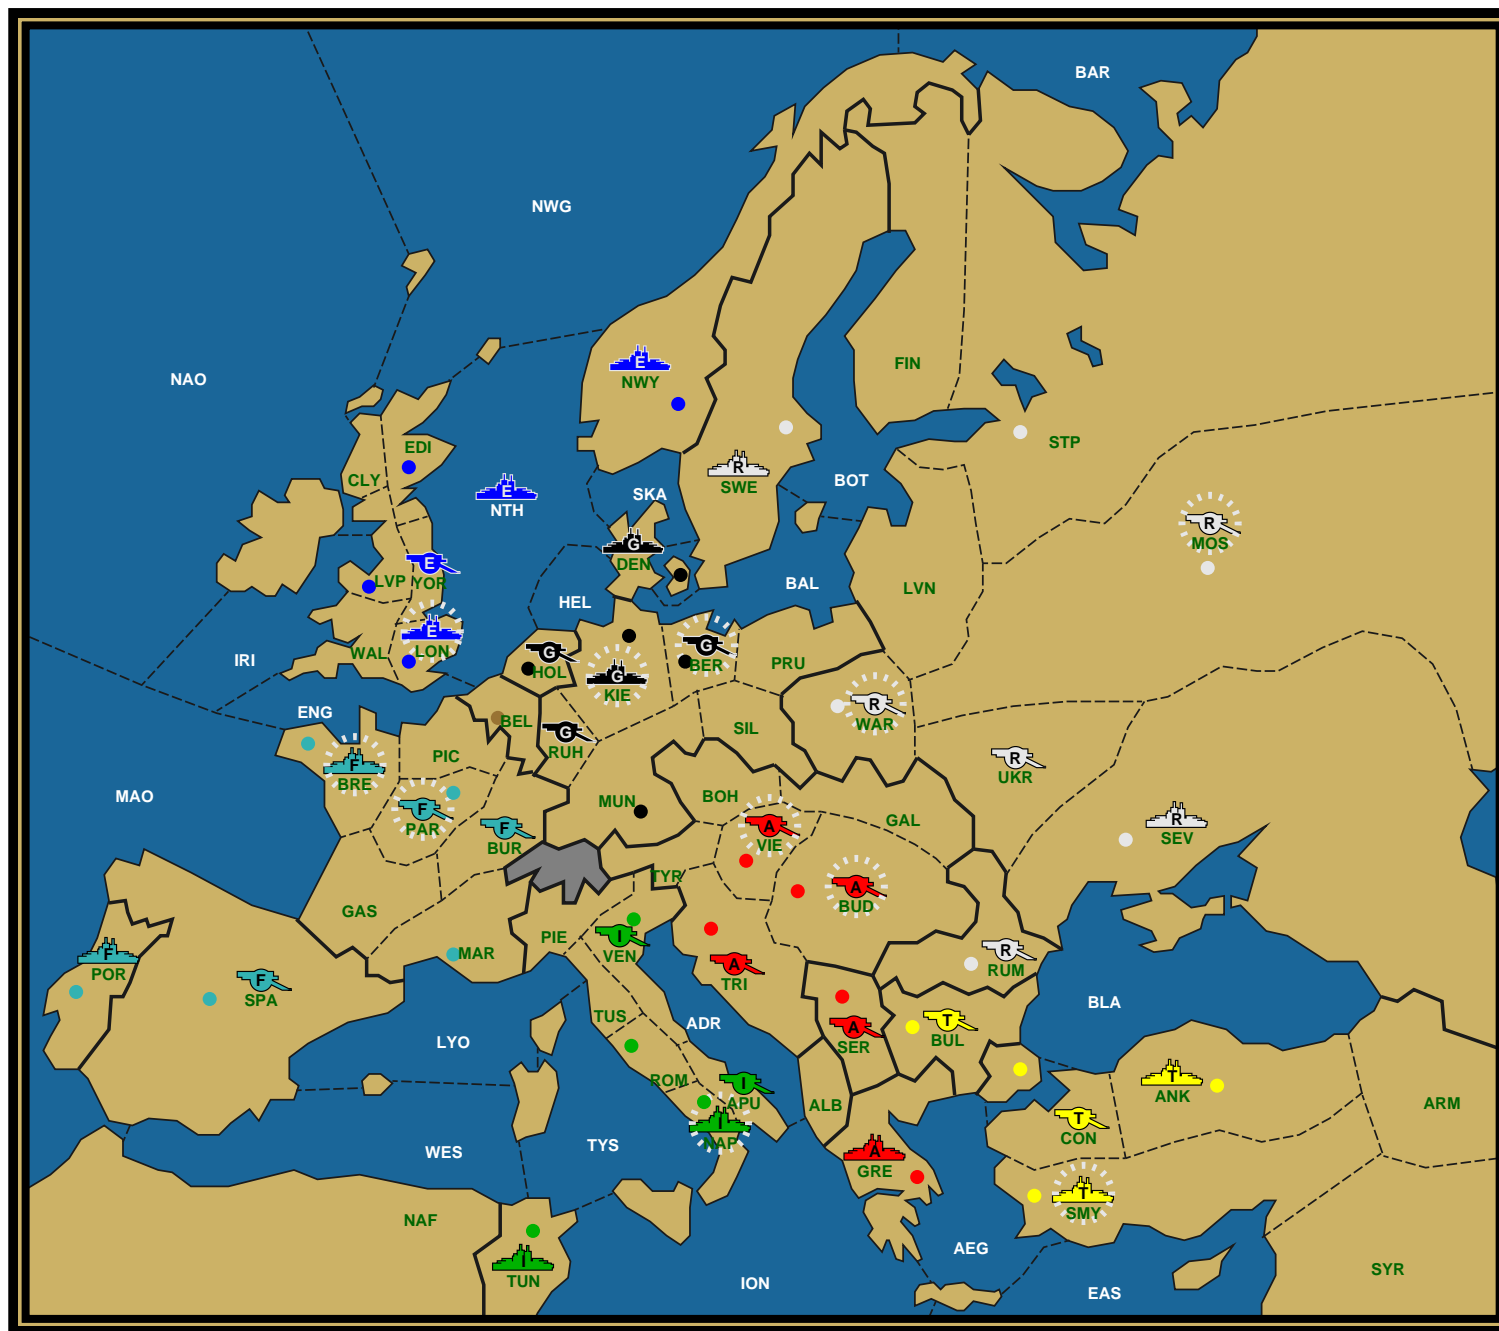 BAR
NWG
NAO
E
NWY
FIN
EDI
STP
CLY
R
SWE
BOT
E
NTH
SKA
R
MOS
G
DEN
E
LVP
YOR
BAL
LVN
HEL
E
LON
WAL
IRI
G
HOL
G
KIE
G
BER
PRU
R
WAR
ENG
BEL
G
RUH
SIL
F
BRE
PIC
R
UKR
MAO
F
PAR
MUN
BOH
F
BUR
A
VIE
GAL
R
SEV
TYR
A
BUD
GAS
PIE
I
VEN
F
POR
MAR
R
RUM
F
SPA
A
TRI
BLA
TUS
ADR
A
SER
T
BUL
LYO
ROM
I
APU
T
ANK
ALB
ARM
T
CON
I
NAP
WES
TYS
A
GRE
T
SMY
NAF
AEG
I
TUN
ION
EAS
SYR